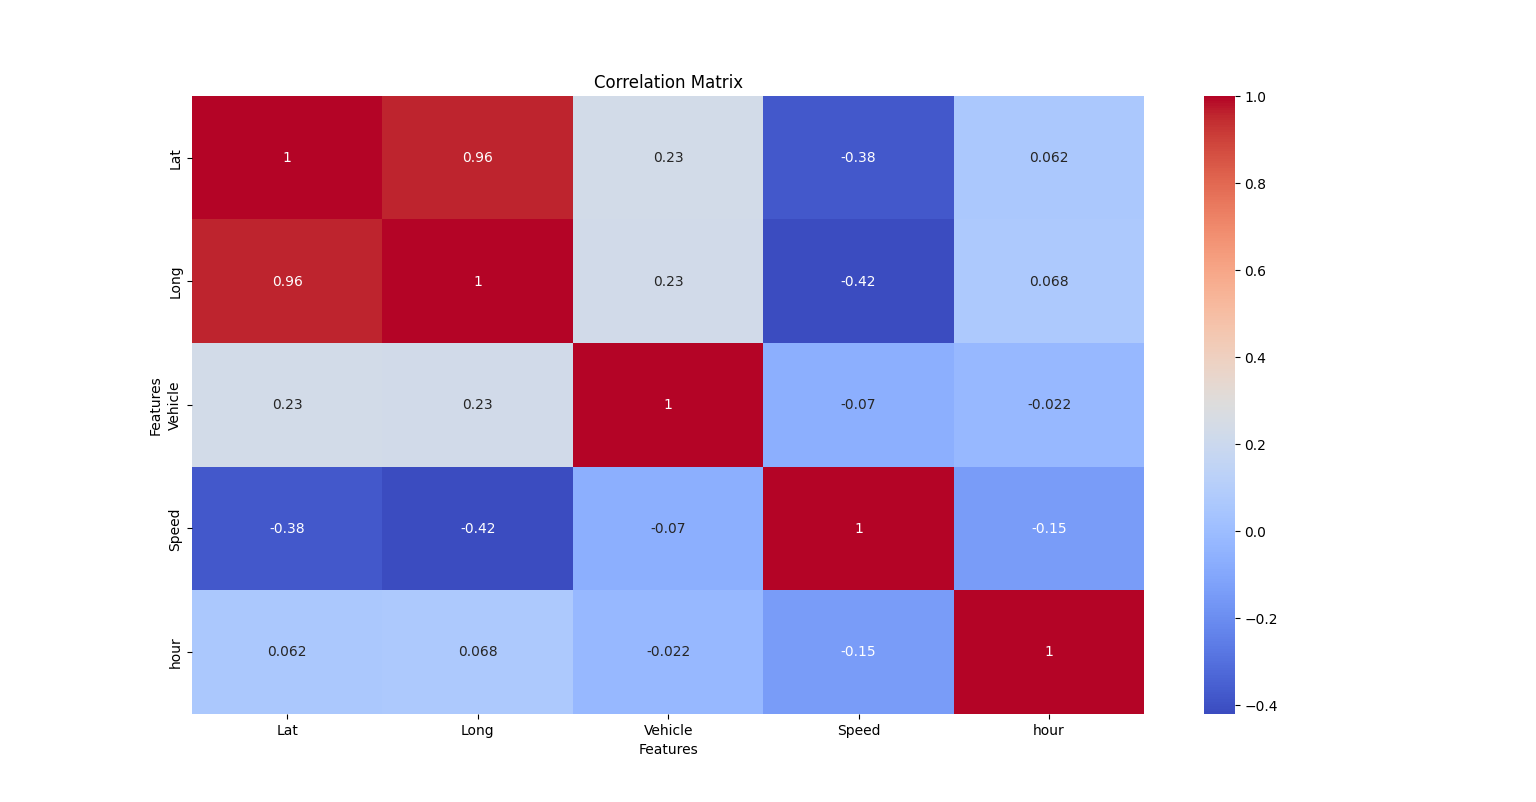 Correlation Matrix
Lat 1 0.96 0.23 -0.38 0.062
Long 0.96 1 0.23 -0.42 0.068
Features
Vehicle 0.23 0.23 1 -0.07 -0.022
Speed -0.38 -0.42 -0.07 1 -0.15
hour 0.062 0.068 -0.022 -0.15 1
Lat Long Vehicle Speed hour
Features
1.0
0.8
0.6
0.4
0.2
0.0
−0.2
−0.4